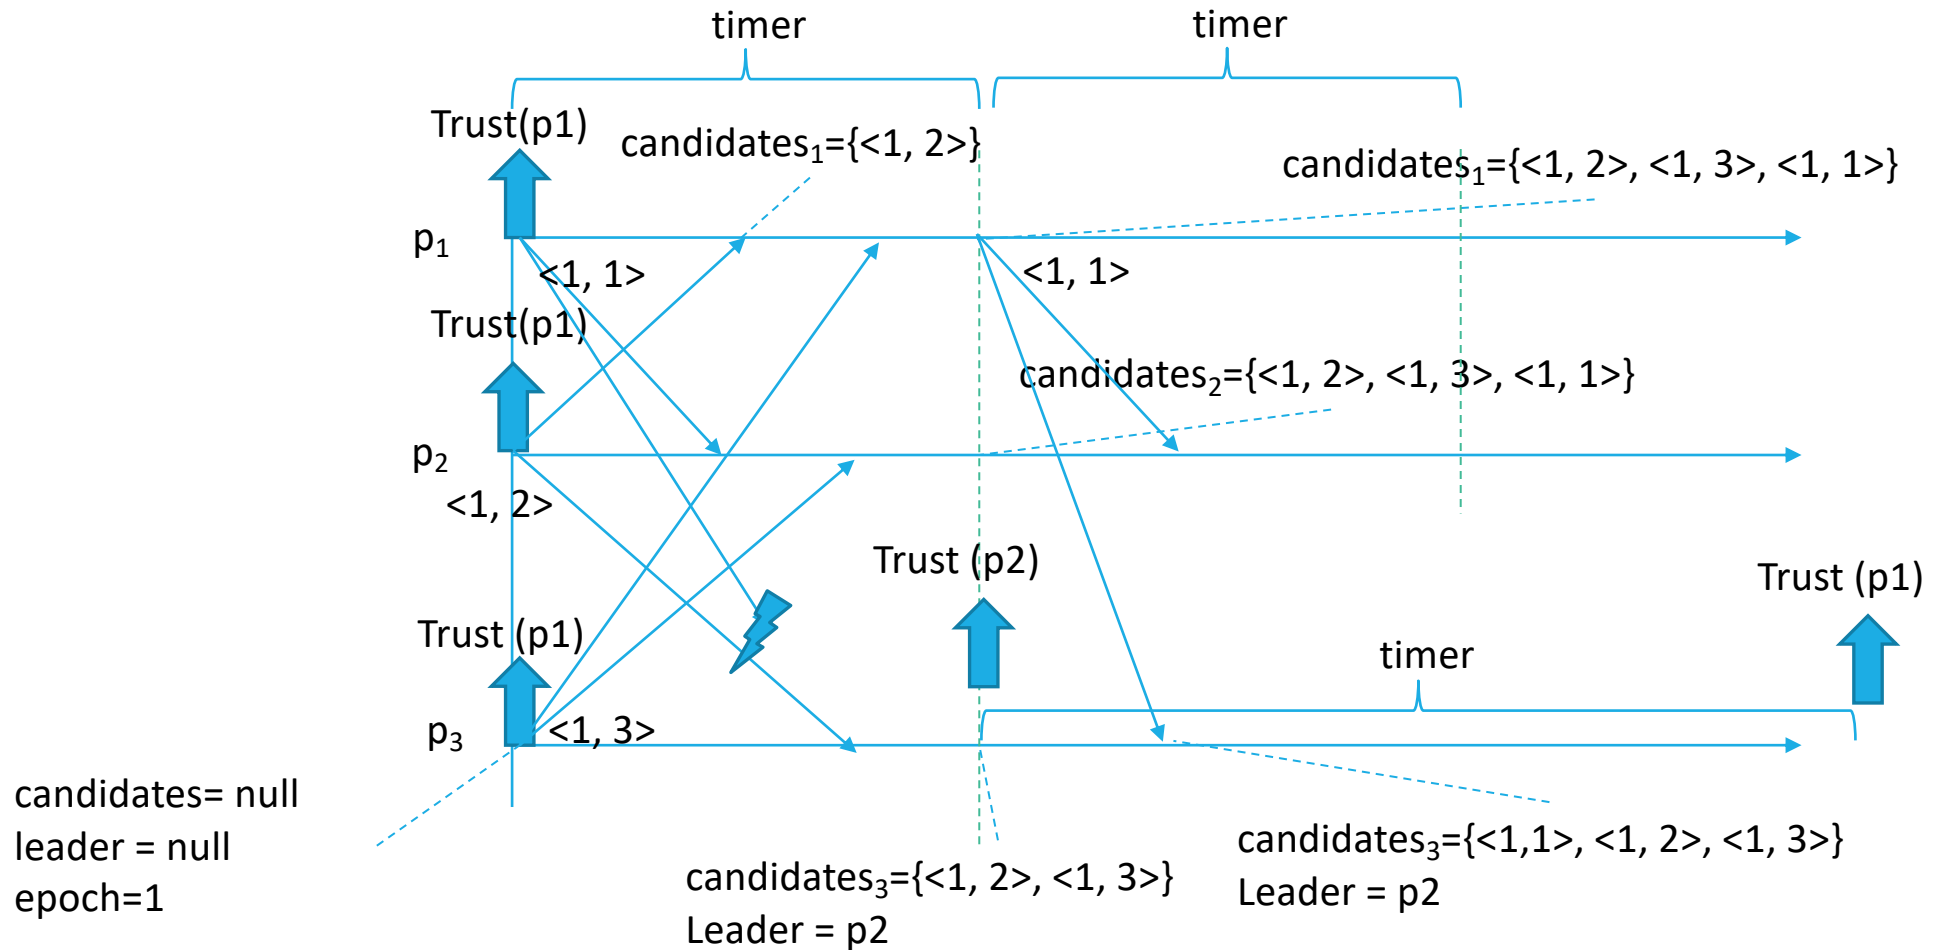 timer
timer
Trust(p1)
candidates₁={<1, 2>}
candidates₁={<1, 2>, <1, 3>, <1, 1>}
p₁
<1, 1>
<1, 1>
Trust(p1)
candidates₂={<1, 2>, <1, 3>, <1, 1>}
p₂
<1, 2>
Trust (p2)
Trust (p1)
Trust (p1)
timer
p₃
<1, 3>
candidates= null
leader = null
epoch=1
candidates₃={<1, 2>, <1, 3>}
Leader = p2
candidates₃={<1,1>, <1, 2>, <1, 3>}
Leader = p2